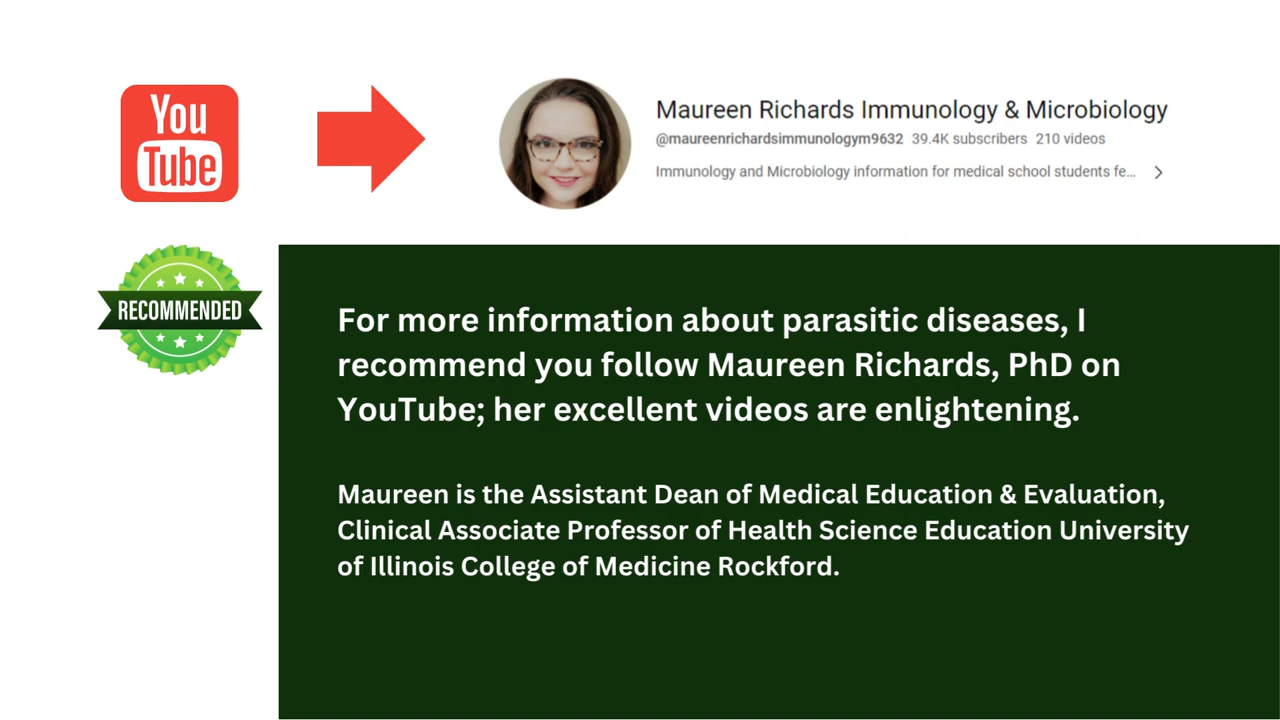 You
Tube
Maureen Richards Immunology & Microbiology
@maureenrichardsimmunologym9632 39.4K subscribers 210 videos
Immunology and Microbiology information for medical school students fe...
RECOMMENDED
For more information about parasitic diseases, I
recommend you follow Maureen Richards, PhD on
YouTube; her excellent videos are enlightening.
Maureen is the Assistant Dean of Medical Education & Evaluation,
Clinical Associate Professor of Health Science Education University
of Illinois College of Medicine Rockford.